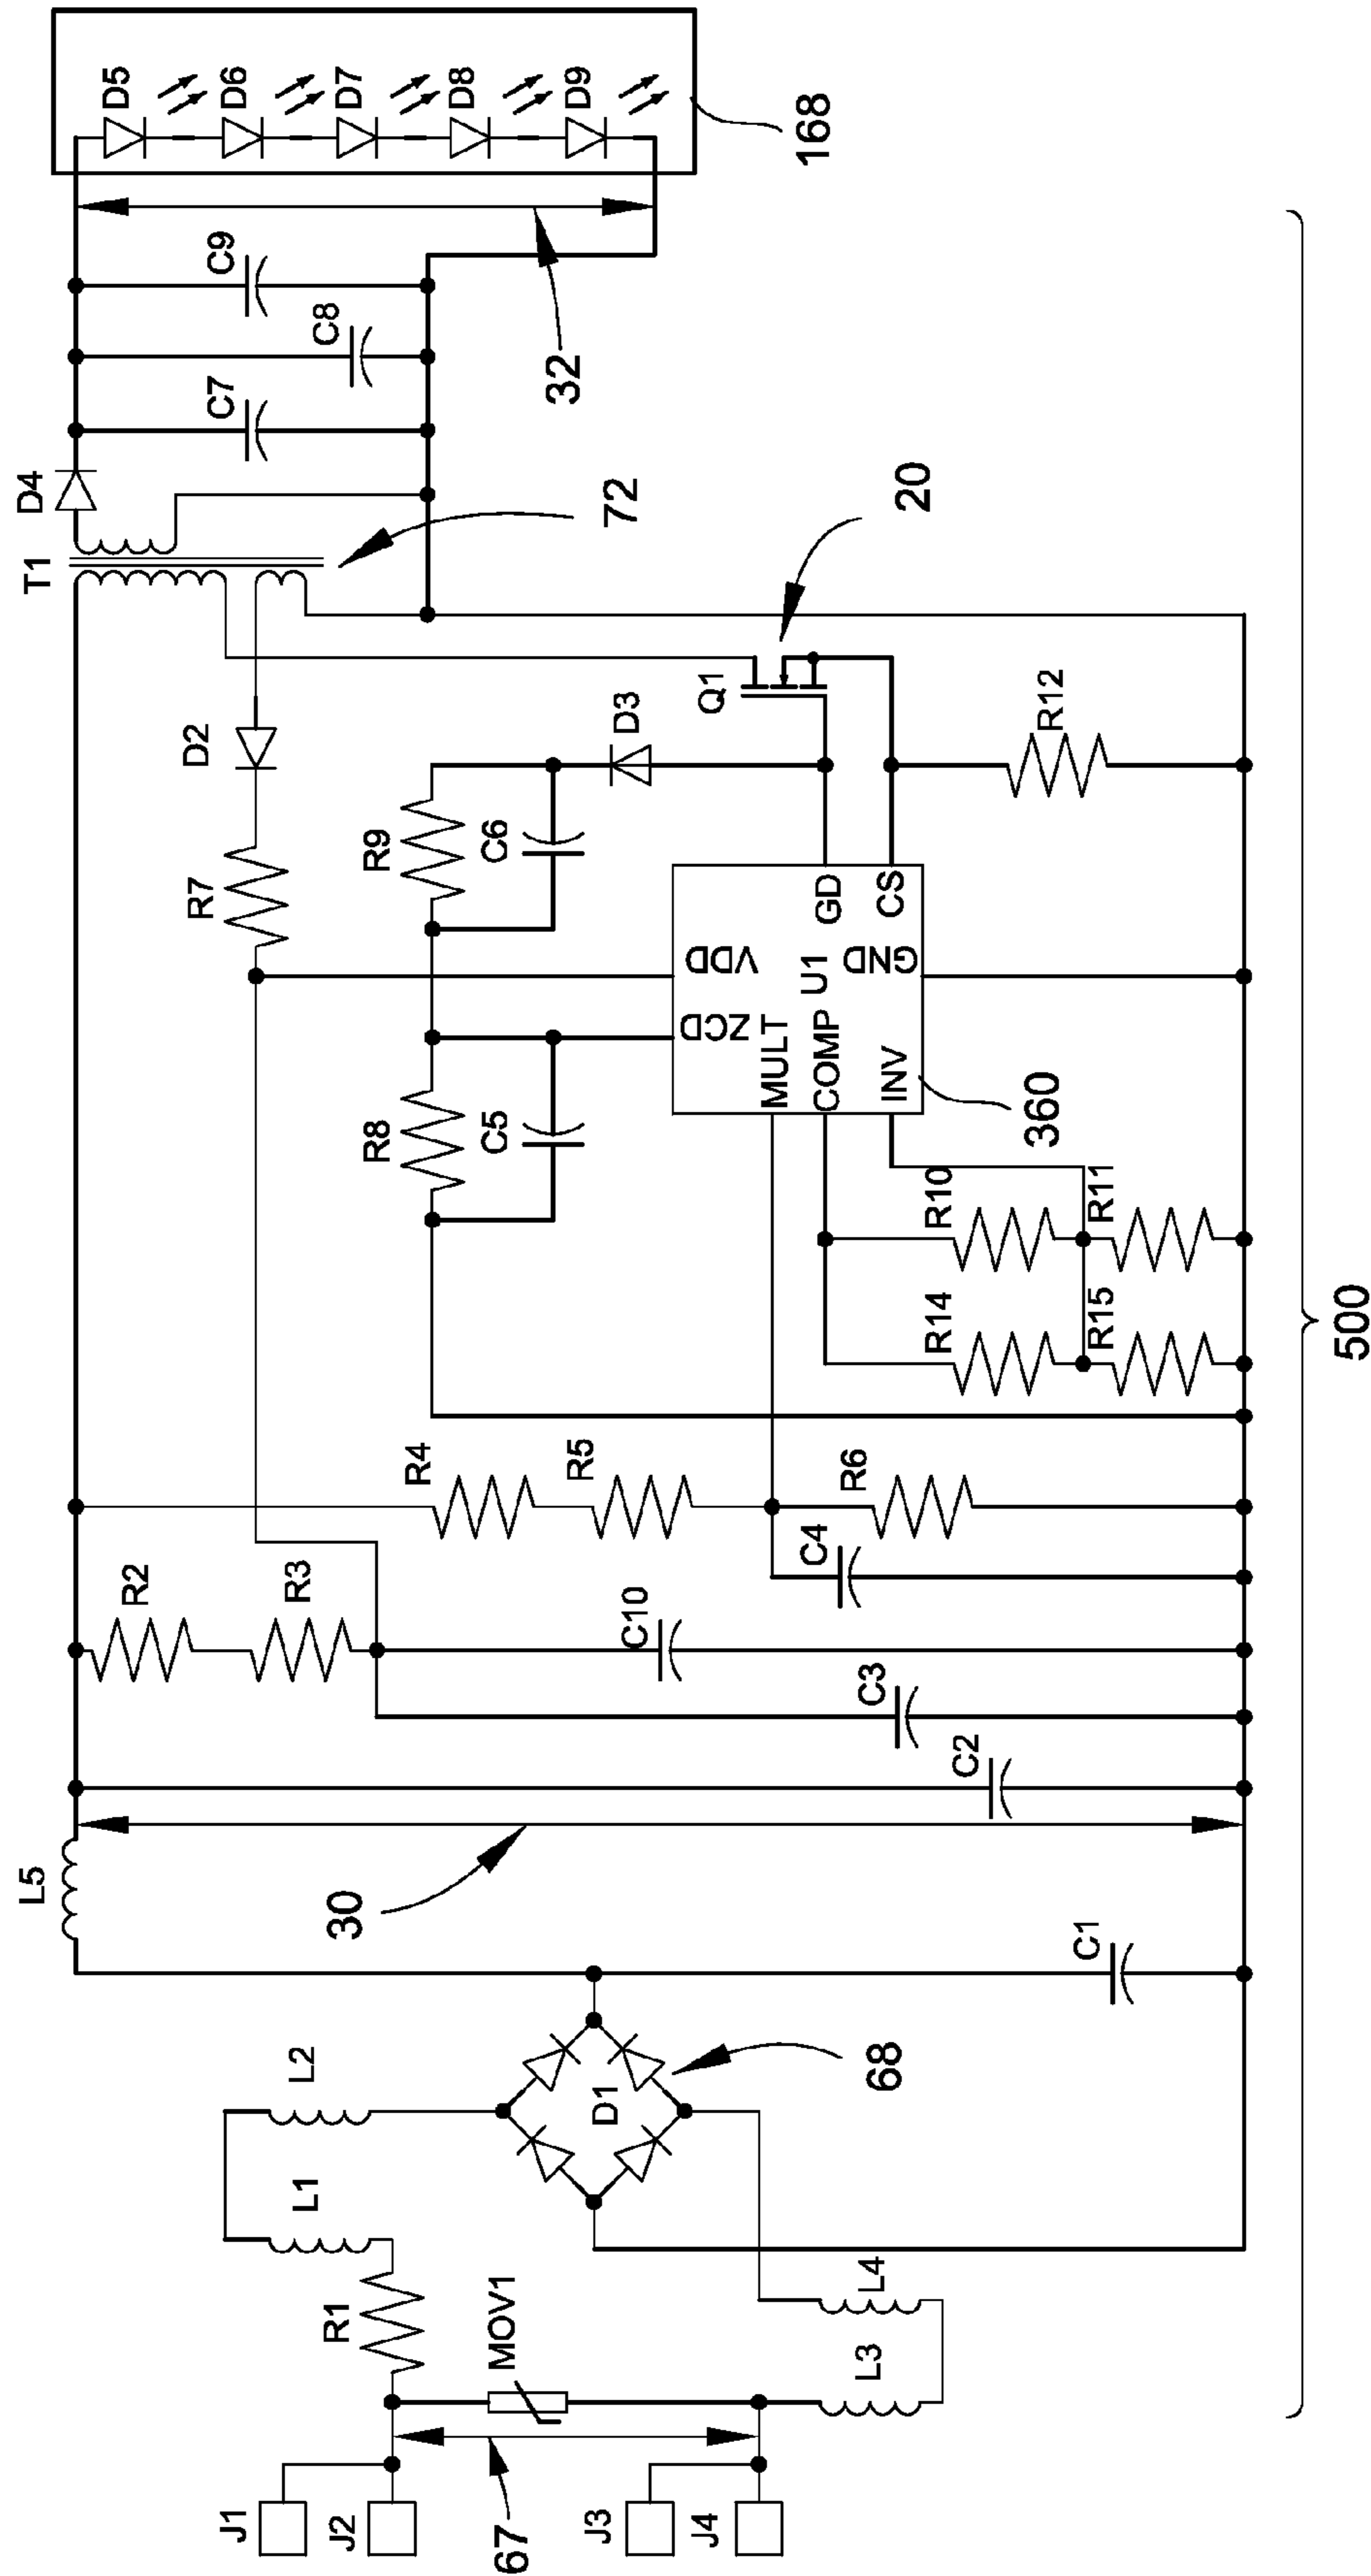 T1
D4
72
C7
C8
C9
32
D5
D6
D7
D8
D9
168
L5
30
R2
R3
R4
R5
R7
D2
R8
C5
R9
C6
D3
Q1
20
ZCD
VDD
MULT
COMP
U1
GD
INV
GND
CS
360
R10
R11
R14
R15
R12
R6
C4
C10
C3
C2
C1
L1
L2
D1
68
R1
MOV1
L3
L4
J1
J2
67
J3
J4
500